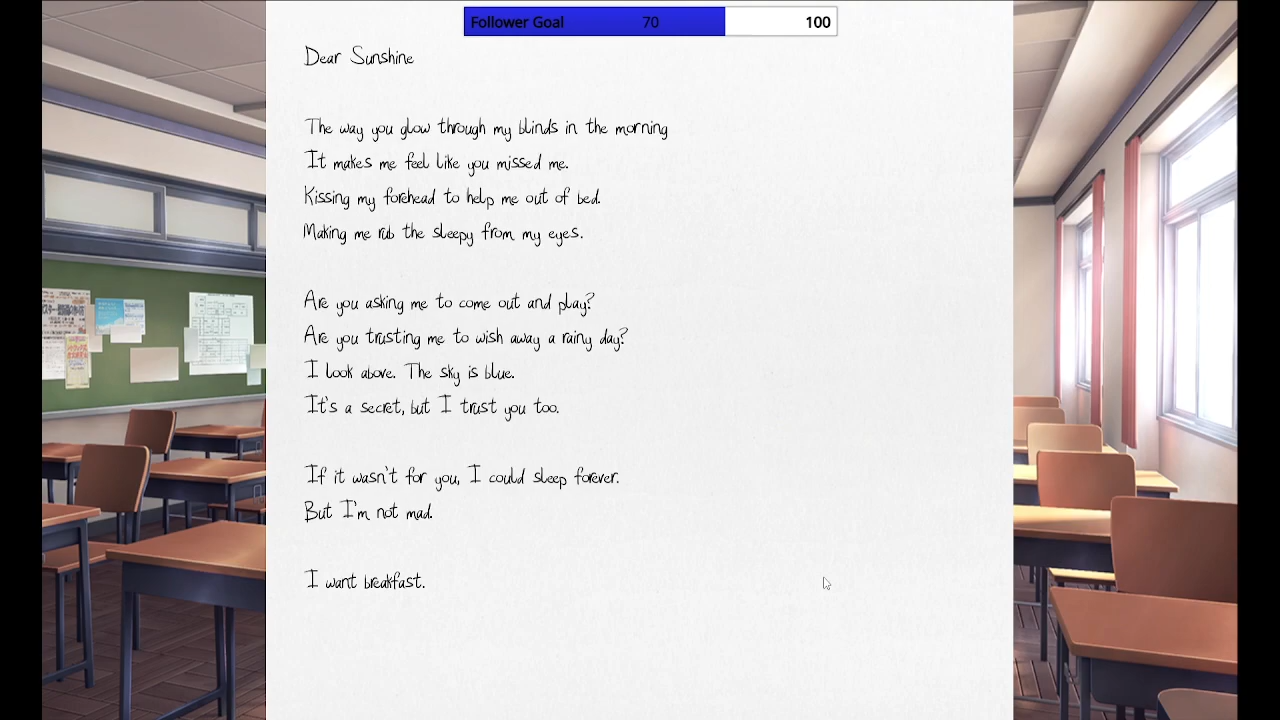 Follower Goal 70 100
Dear Sunshine
The way you glow through my blinds in the morning
It makes me feel like you missed me.
Kissing my forehead to help me out of bed.
Making me rub the sleepy from my eyes.
Are you asking me to come out and play?
Are you trusting me to wish away a rainy day?
I look above. The sky is blue.
It's a secret, but I trust you too.
If it wasn't for you, I could sleep forever.
But I'm not mad.
I want breakfast.